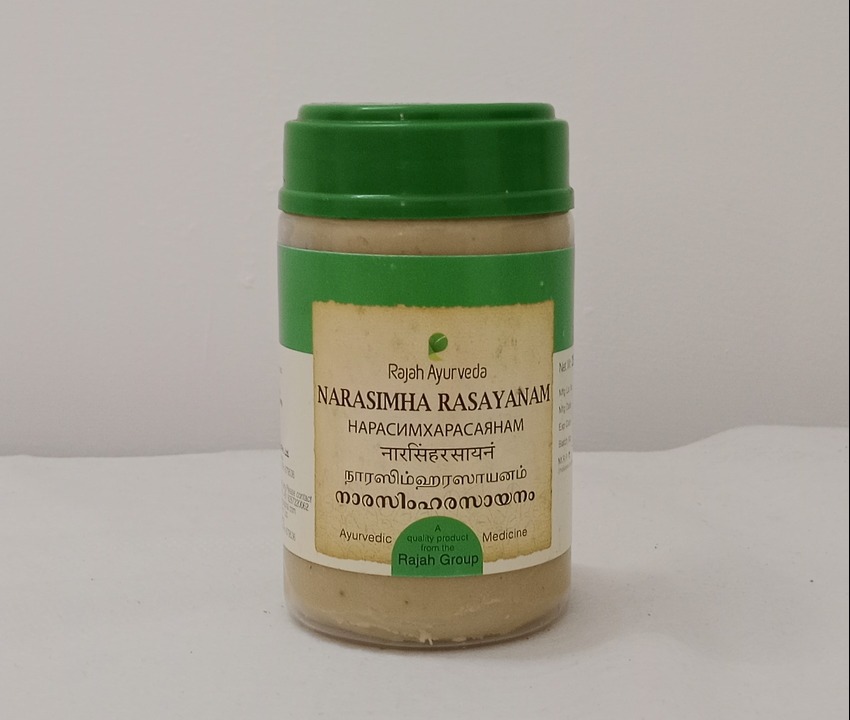 Rajah Ayurveda
NARASIMHA RASAYANAM
НАРАСИМХАРАСАЯНАМ
नारसिंहरसायनं
நாரஸிம்ஹரஸாயனம்
നാരസിംഹരസായനം
Ayurvedic Medicine
A
quality product
from the
Rajah Group